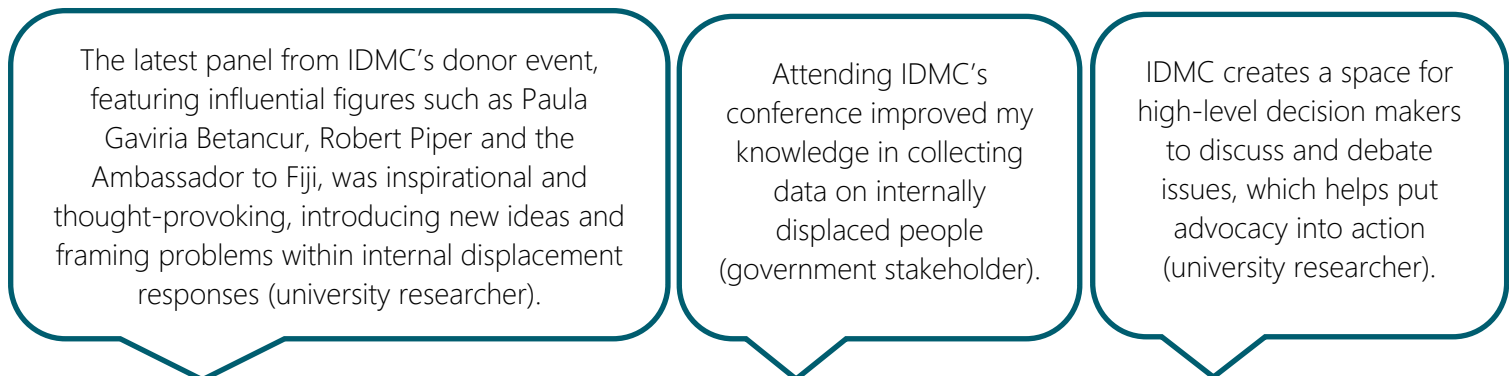 The latest panel from IDMC’s donor event,
featuring influential figures such as Paula
Gaviria Betancur, Robert Piper and the
Ambassador to Fiji, was inspirational and
thought-provoking, introducing new ideas and
framing problems within internal displacement
responses (university researcher).
Attending IDMC’s
conference improved my
knowledge in collecting
data on internally
displaced people
(government stakeholder).
IDMC creates a space for
high-level decision makers
to discuss and debate
issues, which helps put
advocacy into action
(university researcher).